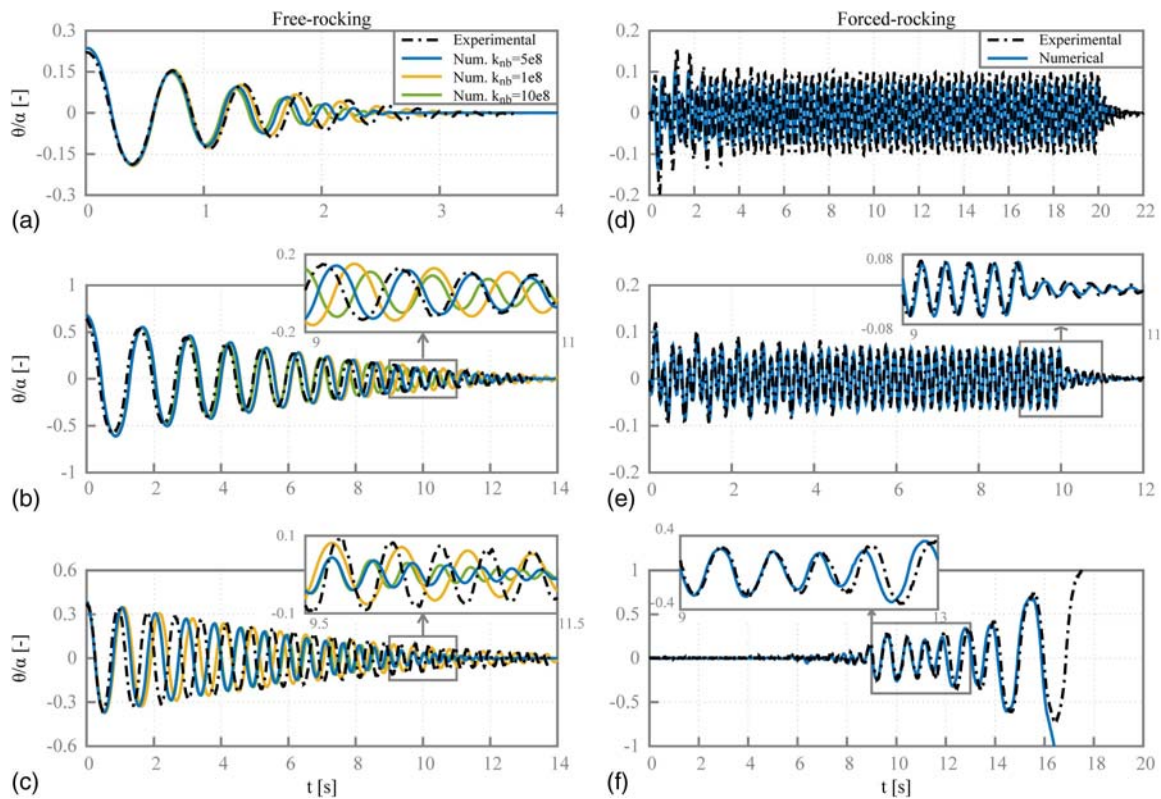 Free-rocking
0.3
0.15
0
-0.15
-0.3
θ/α [-]
Experimental
Num. k_nb=5e8
Num. k_nb=1e8
Num. k_nb=10e8
0 1 2 3 4
(a)
1
0.5
0
-0.5
-1
θ/α [-]
0.2
-0.2
9 11
0 2 4 6 8 10 12 14
(b)
0.6
0.3
0
-0.3
-0.6
θ/α [-]
0.1
-0.1
9.5 11.5
0 2 4 6 8 10 12 14
(c)
t [s]
Forced-rocking
0.2
0.1
0
-0.1
-0.2
Experimental
Numerical
0 2 4 6 8 10 12 14 16 18 20 22
(d)
0.2
0.1
0
-0.1
-0.2
0.08
-0.08
9 11
0 2 4 6 8 10 12
(e)
1
0.5
0
-0.5
-1
0.4
-0.4
9 13
0 2 4 6 8 10 12 14 16 18 20
(f)
t [s]